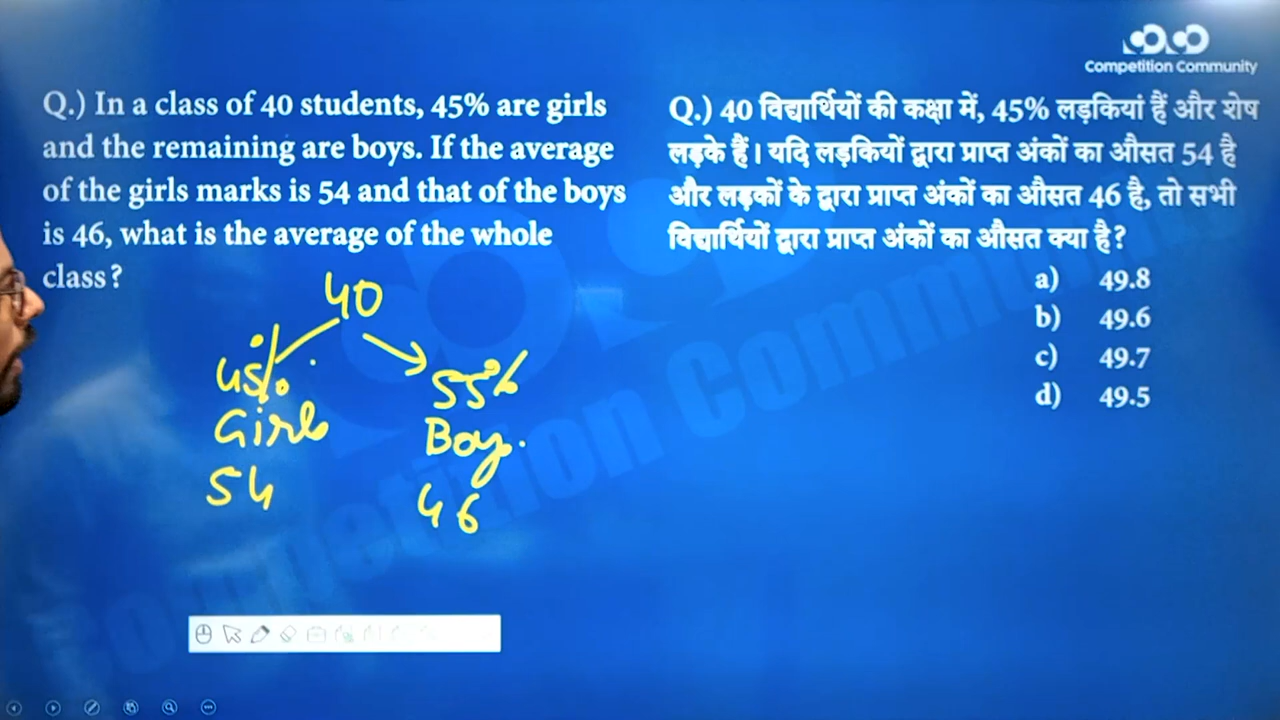 Competition Community
Q.) In a class of 40 students, 45% are girls
and the remaining are boys. If the average
of the girls marks is 54 and that of the boys
is 46, what is the average of the whole
class?
Q.) 40 विद्यार्थियों की कक्षा में, 45% लड़कियां हैं और शेष
लड़के हैं। यदि लड़कियों द्वारा प्राप्त अंकों का औसत 54 है
और लड़कों के द्वारा प्राप्त अंकों का औसत 46 है, तो सभी
विद्यार्थियों द्वारा प्राप्त अंकों का औसत क्या है?
a) 49.8
b) 49.6
c) 49.7
d) 49.5
40
45% 55%
Girls Boys
54 46
Competition Community